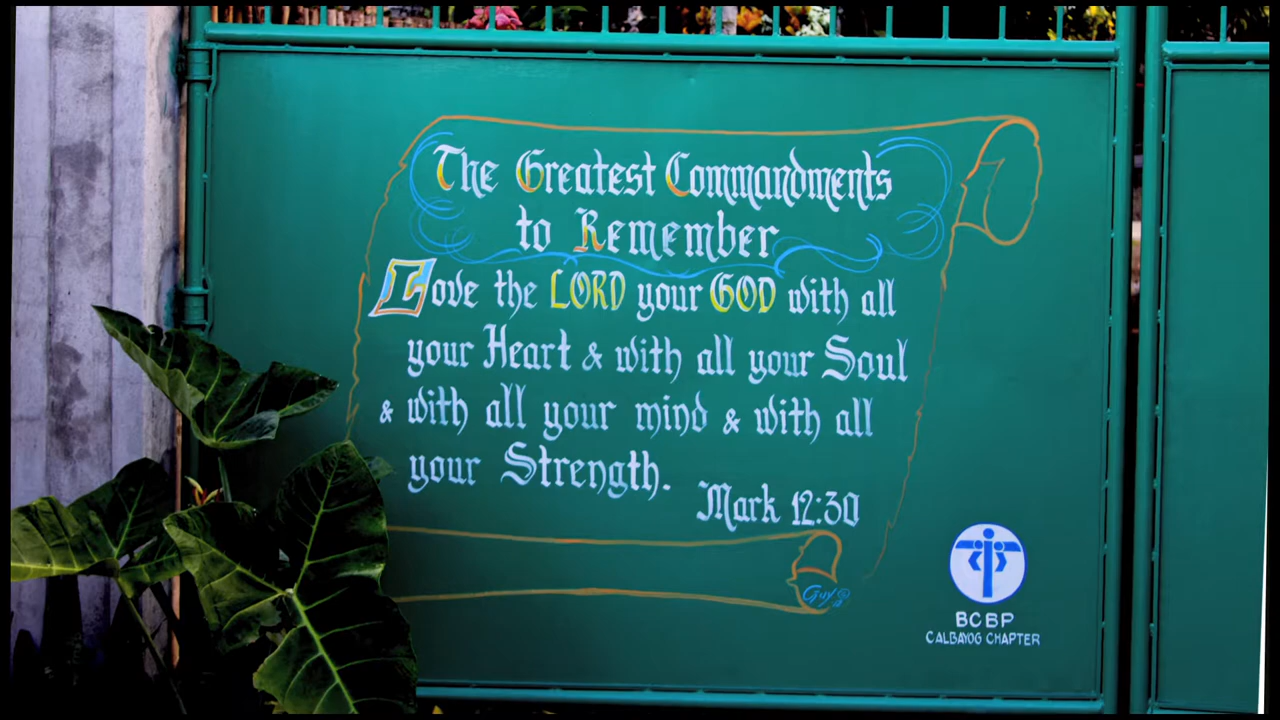 The Greatest Commandments
to Remember
Love the LORD your GOD with all
your Heart & with all your Soul
& with all your mind & with all
your Strength.
Mark 12:30
BCBP
CALBAYOG CHAPTER